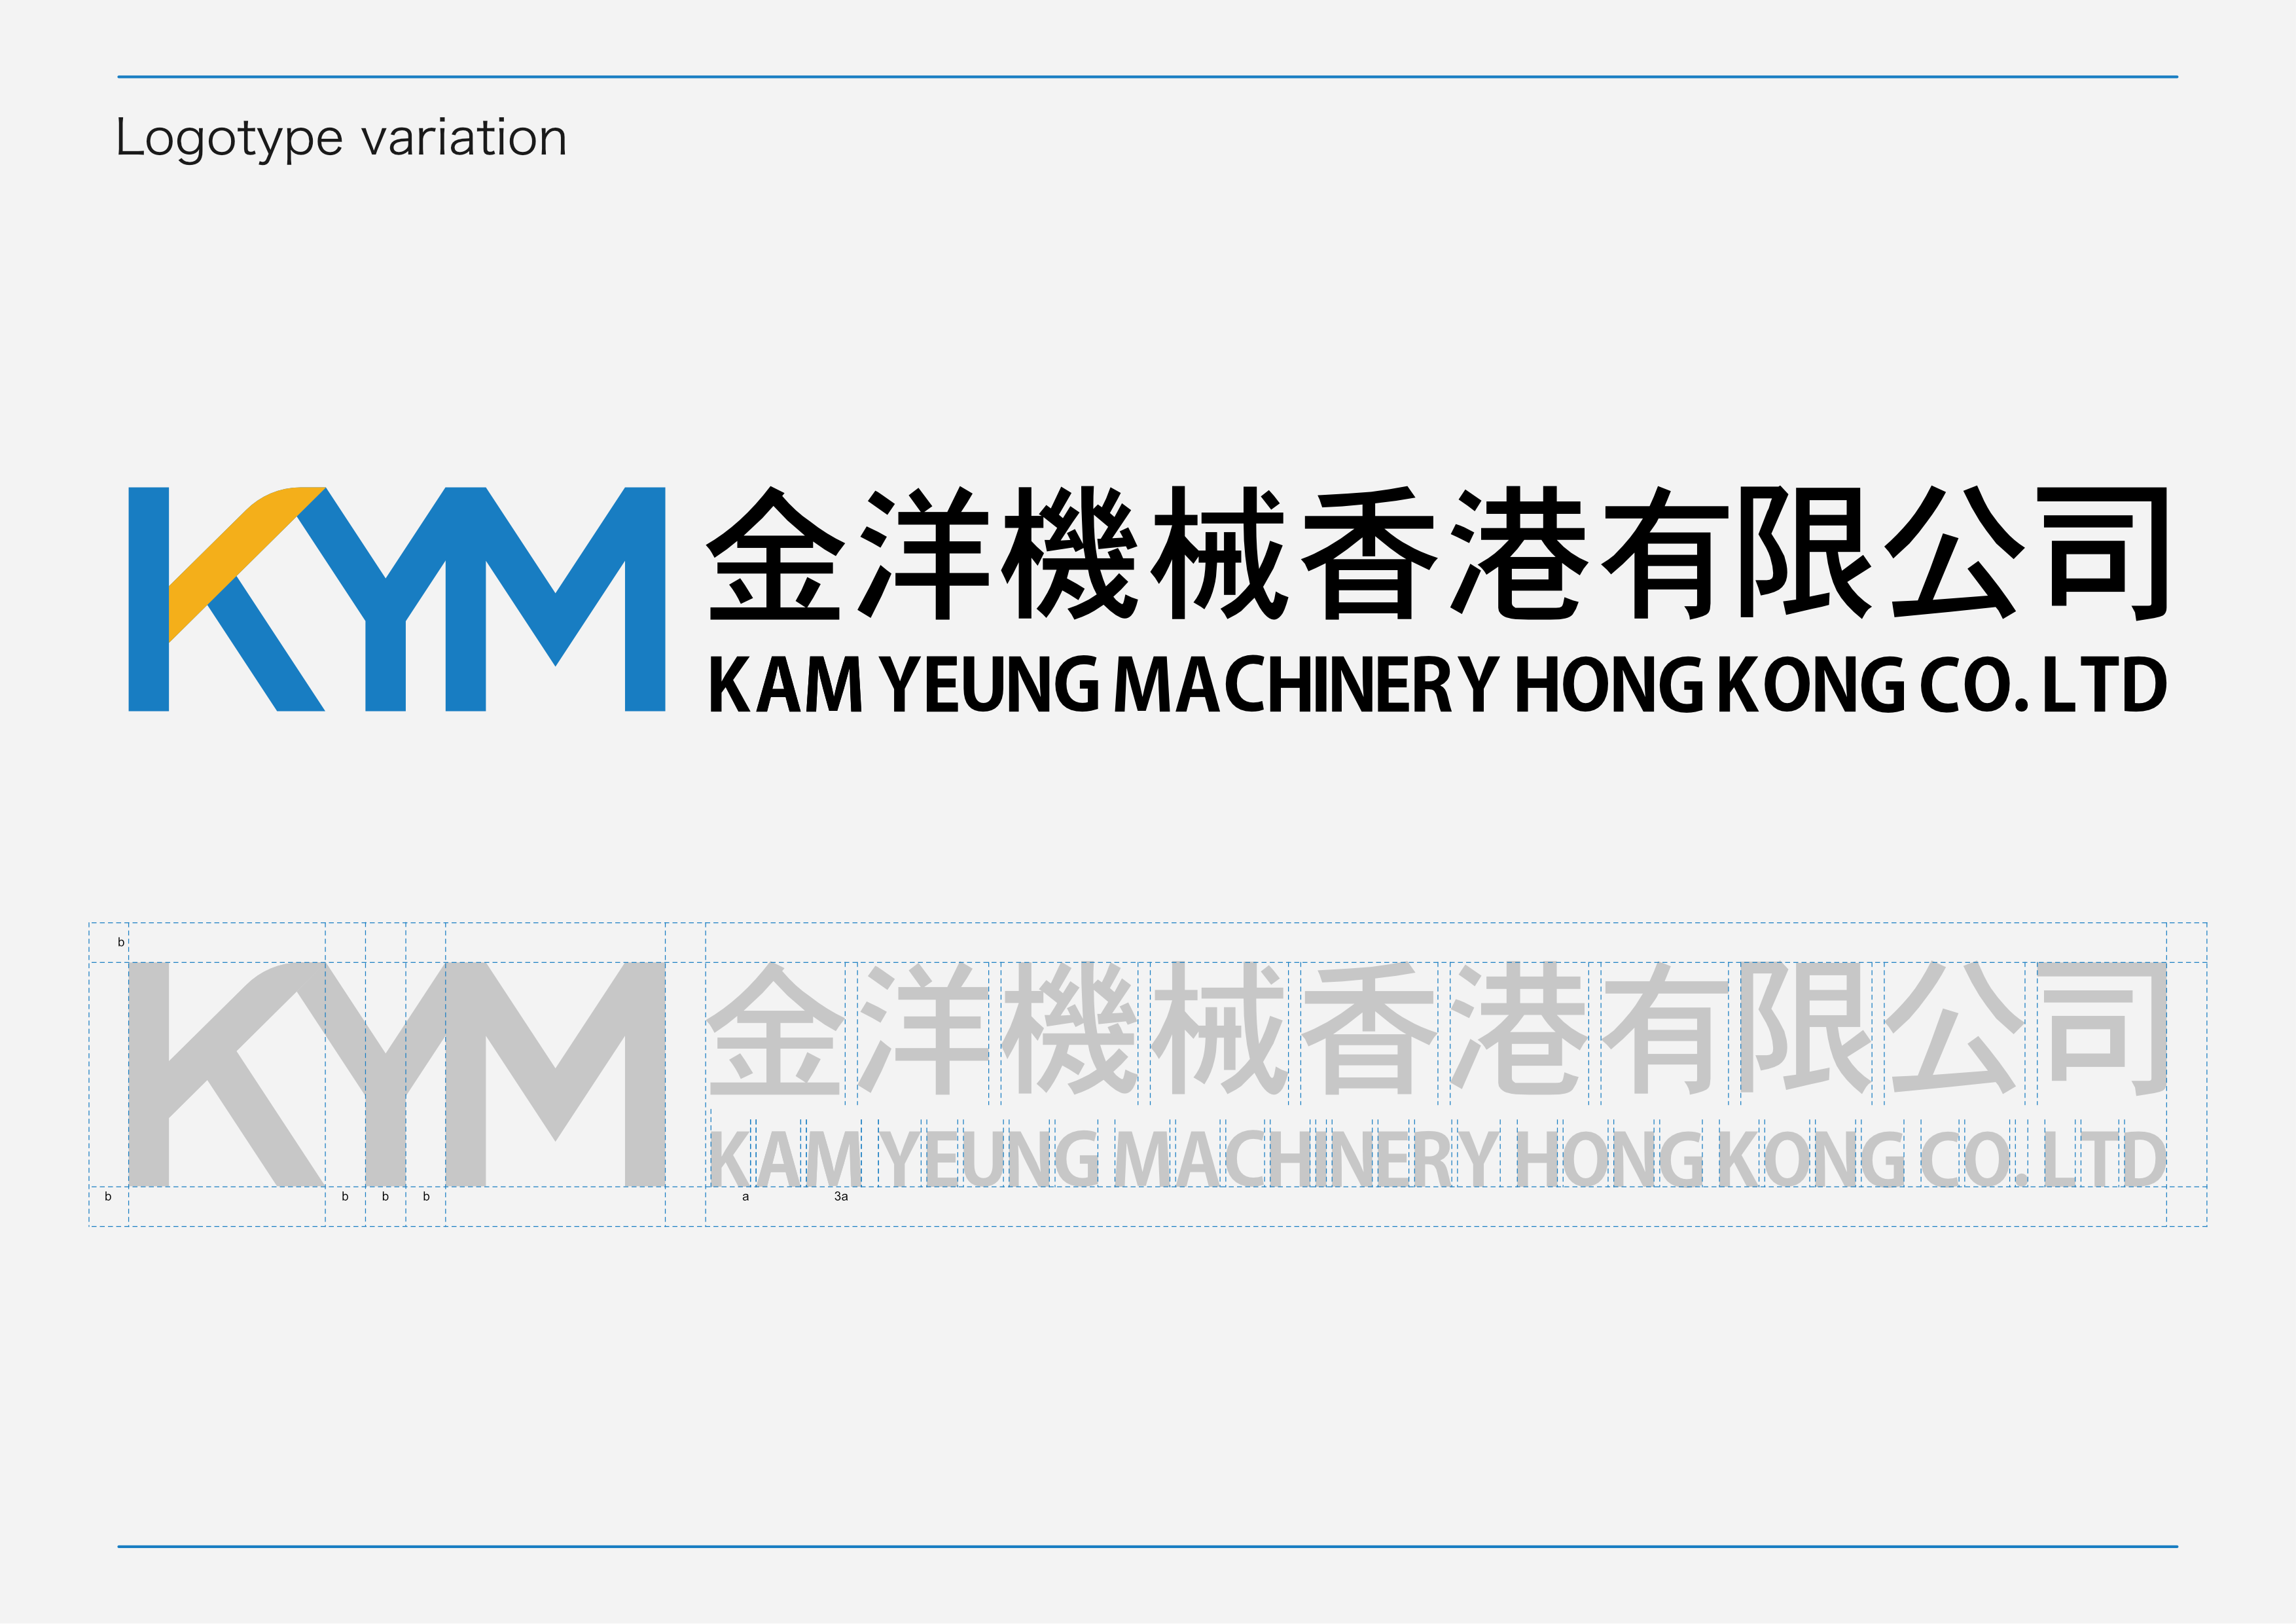 Logotype variation
KYM
金洋機械香港有限公司
KAM YEUNG MACHINERY HONG KONG CO. LTD
b
KYM
金洋機械香港有限公司
KAM YEUNG MACHINERY HONG KONG CO. LTD
b b b b a 3a